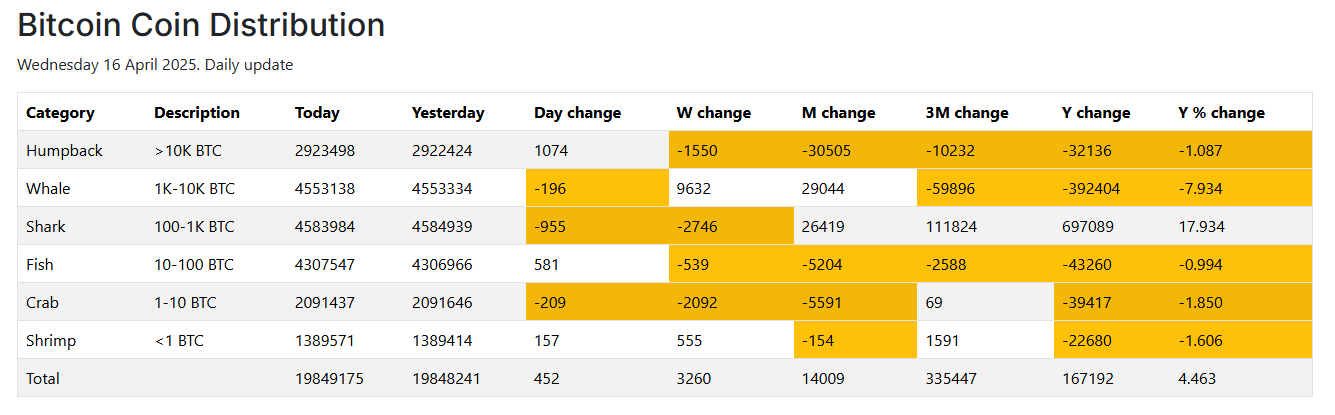 Bitcoin Coin Distribution
Wednesday 16 April 2025. Daily update
Category Description Today Yesterday Day change W change M change 3M change Y change Y % change
Humpback >10K BTC 2923498 2922424 1074 -1550 -30505 -10232 -32136 -1.087
Whale 1K-10K BTC 4553138 4553334 -196 9632 29044 -59896 -392404 -7.934
Shark 100-1K BTC 4583984 4584939 -955 -2746 26419 111824 697089 17.934
Fish 10-100 BTC 4307547 4306966 581 -539 -5204 -2588 -43260 -0.994
Crab 1-10 BTC 2091437 2091646 -209 -2092 -5591 69 -39417 -1.850
Shrimp <1 BTC 1389571 1389414 157 555 -154 1591 -22680 -1.606
Total 19849175 19848241 452 3260 14009 335447 167192 4.463